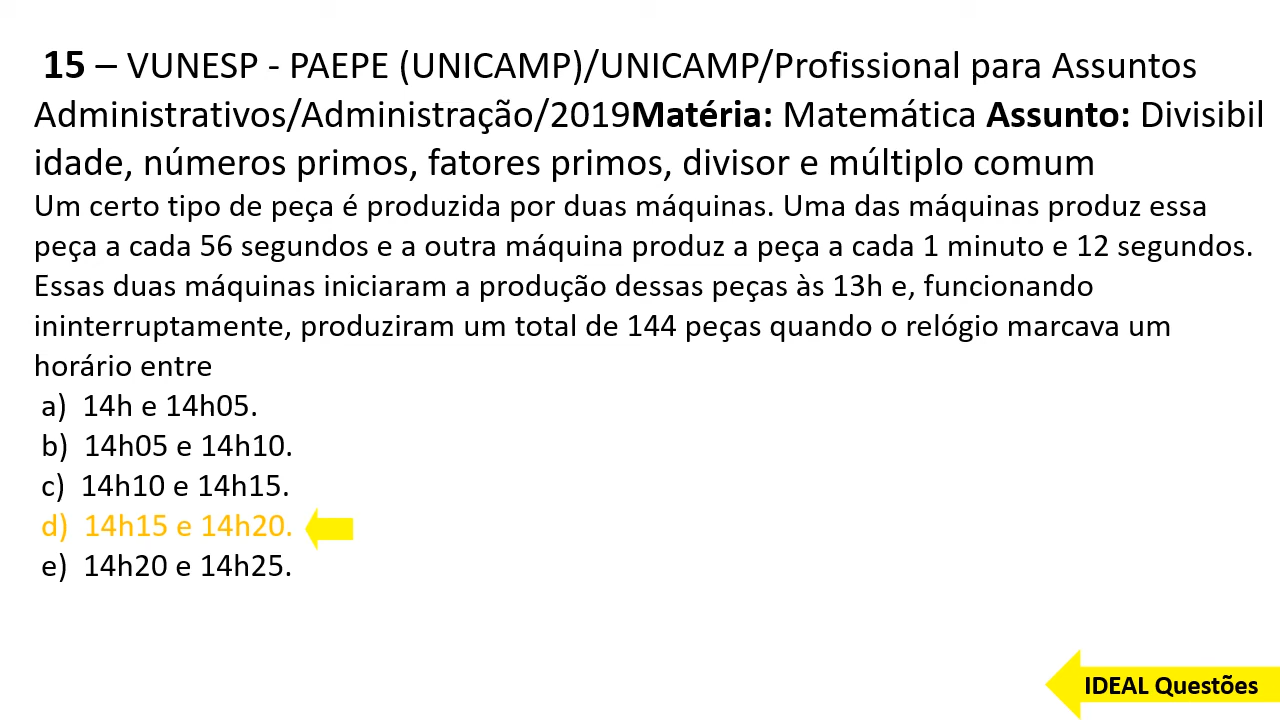 15 – VUNESP - PAEPE (UNICAMP)/UNICAMP/Profissional para Assuntos
Administrativos/Administração/2019Matéria: Matemática Assunto: Divisibil
idade, números primos, fatores primos, divisor e múltiplo comum
Um certo tipo de peça é produzida por duas máquinas. Uma das máquinas produz essa
peça a cada 56 segundos e a outra máquina produz a peça a cada 1 minuto e 12 segundos.
Essas duas máquinas iniciaram a produção dessas peças às 13h e, funcionando
ininterruptamente, produziram um total de 144 peças quando o relógio marcava um
horário entre
a) 14h e 14h05.
b) 14h05 e 14h10.
c) 14h10 e 14h15.
d) 14h15 e 14h20.
e) 14h20 e 14h25.
IDEAL Questões